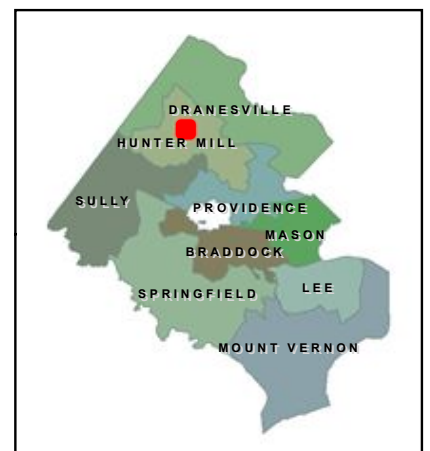 DRANESVILLE
HUNTER MILL
SULLY
PROVIDENCE
MASON
BRADDOCK
SPRINGFIELD
LEE
MOUNT VERNON